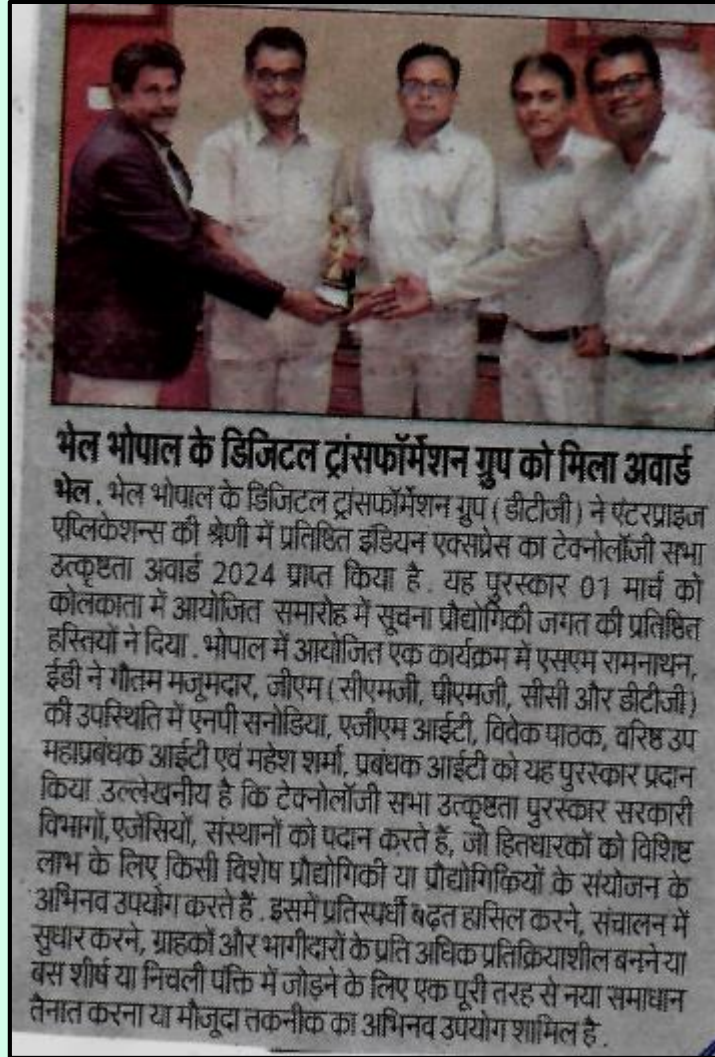 भेल भोपाल के डिजिटल ट्रांसफॉर्मेशन ग्रुप को मिला अवार्ड
भेल. भेल भोपाल के डिजिटल ट्रांसफॉर्मेशन ग्रुप (डीटीजी) ने एंटरप्राइज
एप्लिकेशन्स की श्रेणी में प्रतिष्ठित इंडियन एक्सप्रेस का टेक्नोलॉजी सभा
उत्कृष्टता अवार्ड 2024 प्राप्त किया है. यह पुरस्कार 01 मार्च को
कोलकाता में आयोजित समारोह में सूचना प्रौद्योगिकी जगत की प्रतिष्ठित
हस्तियों ने दिया. भोपाल में आयोजित एक कार्यक्रम में एसएम रामनाथन,
ईडी ने गौतम मजूमदार, जीएम (सीएमजी, पीएमजी, सीसी और डीटीजी)
की उपस्थिति में एनपी सनोडिया, एजीएम आईटी, विवेक पाठक, वरिष्ठ उप
महाप्रबंधक आईटी एवं महेश शर्मा, प्रबंधक आईटी को यह पुरस्कार प्रदान
किया. उल्लेखनीय है कि टेक्नोलॉजी सभा उत्कृष्टता पुरस्कार सरकारी
विभागों, एजेंसियों, संस्थानों को पदान करते हैं, जो हितधारकों को विशिष्ट
लाभ के लिए किसी विशेष प्रौद्योगिकी या प्रौद्योगिकियों के संयोजन के
अभिनव उपयोग करते हैं. इसमें प्रतिस्पर्धी बढ़त हासिल करने, संचालन में
सुधार करने, ग्राहकों और भागीदारों के प्रति अधिक प्रतिक्रियाशील बनने या
बस शीर्ष या निचली पंक्ति में जोड़ने के लिए एक पूरी तरह से नया समाधान
तैनात करना या मौजूदा तकनीक का अभिनव उपयोग शामिल है.